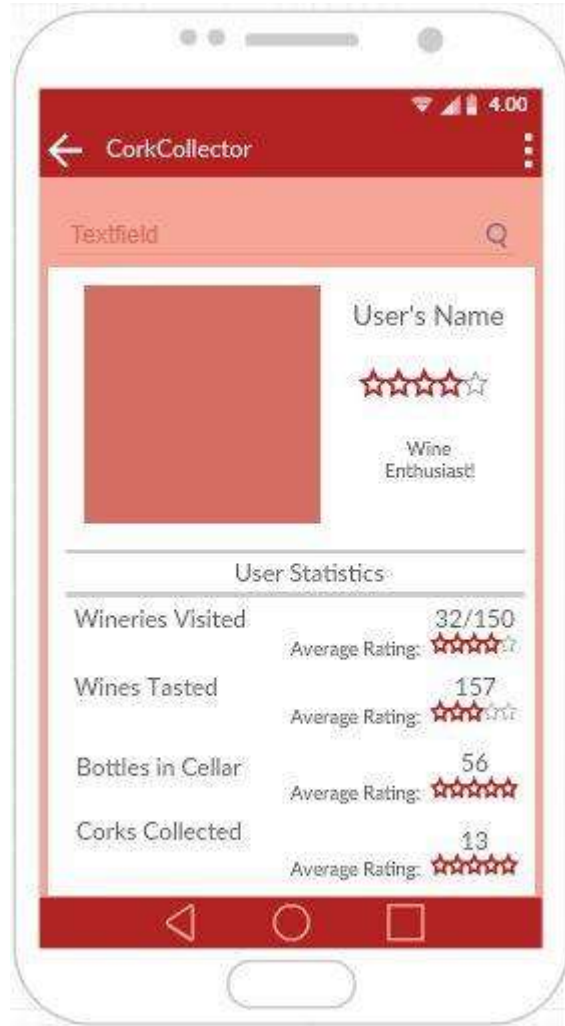 4.00
CorkCollector
Textfield
User's Name
Wine
Enthusiast!
User Statistics
Wineries Visited 32/150
Average Rating:
Wines Tasted 157
Average Rating:
Bottles in Cellar 56
Average Rating:
Corks Collected 13
Average Rating: